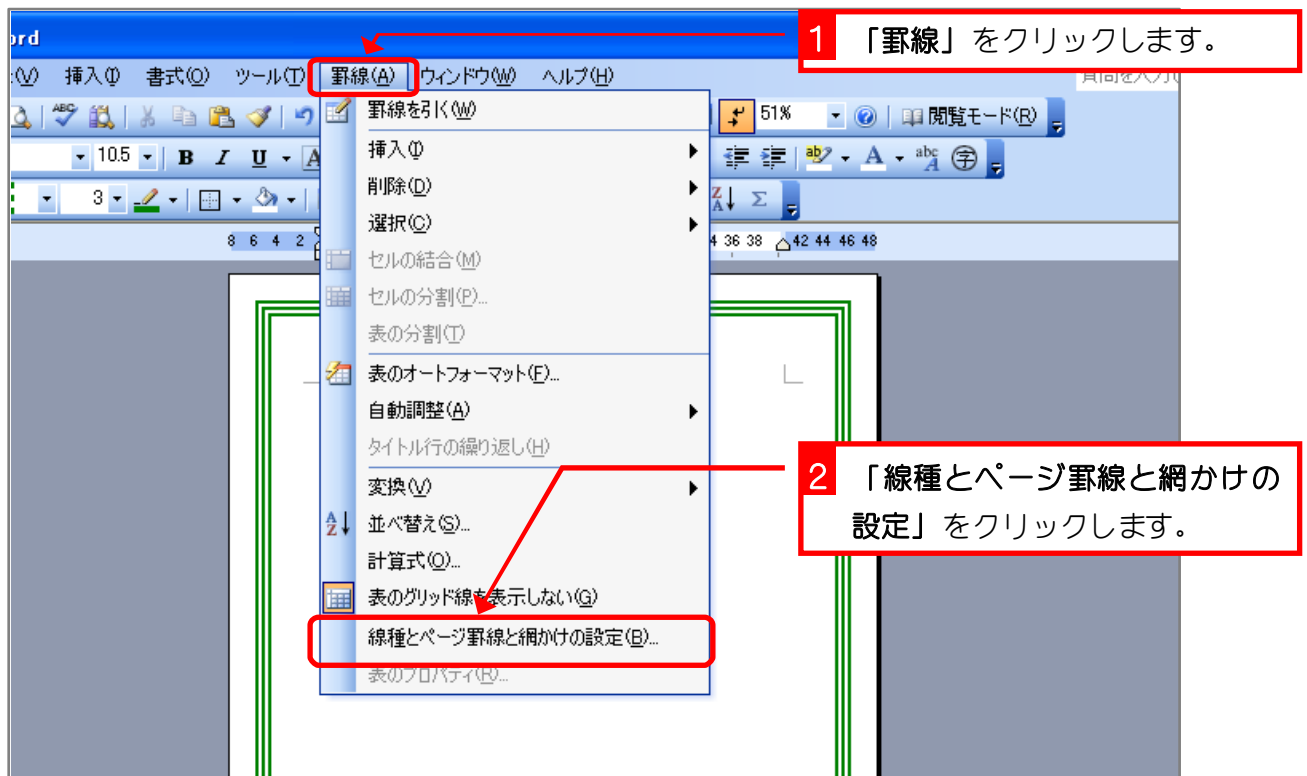 ord
1 「罫線」をクリックします。
(V) 挿入(I) 書式(O) ツール(T) 罫線(A) ウィンドウ(W) ヘルプ(H)
罫線を引く(W)
51%
閲覧モード(R)
挿入(I)
10.5 B I U A
ab A abc A 字
削除(D)
3
Z A Σ
選択(C)
8 6 4 2
36 38 42 44 46 48
セルの結合(M)
セルの分割(P)...
表の分割(T)
表のオートフォーマット(F)...
自動調整(A)
タイトル行の繰り返し(H)
2 「線種とページ罫線と網かけの
設定」をクリックします。
変換(V)
並べ替え(S)...
計算式(O)...
表のグリッド線を表示しない(G)
線種とページ罫線と網かけの設定(B)...
表のプロパティ(R)...